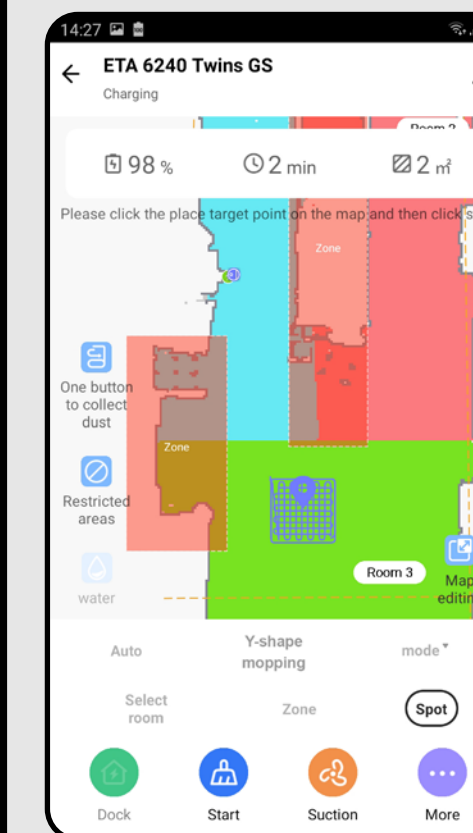 14:27
ETA 6240 Twins GS
Charging
Room 2
98 %
2 min
2 ㎡
Please click the place target point on the map and then click s
Zone
One button
to collect
dust
Zone
Restricted
areas
Room 3
Map
editin
water
Auto
Y-shape
mopping
mode
Select
room
Zone
Spot
Dock
Start
Suction
More